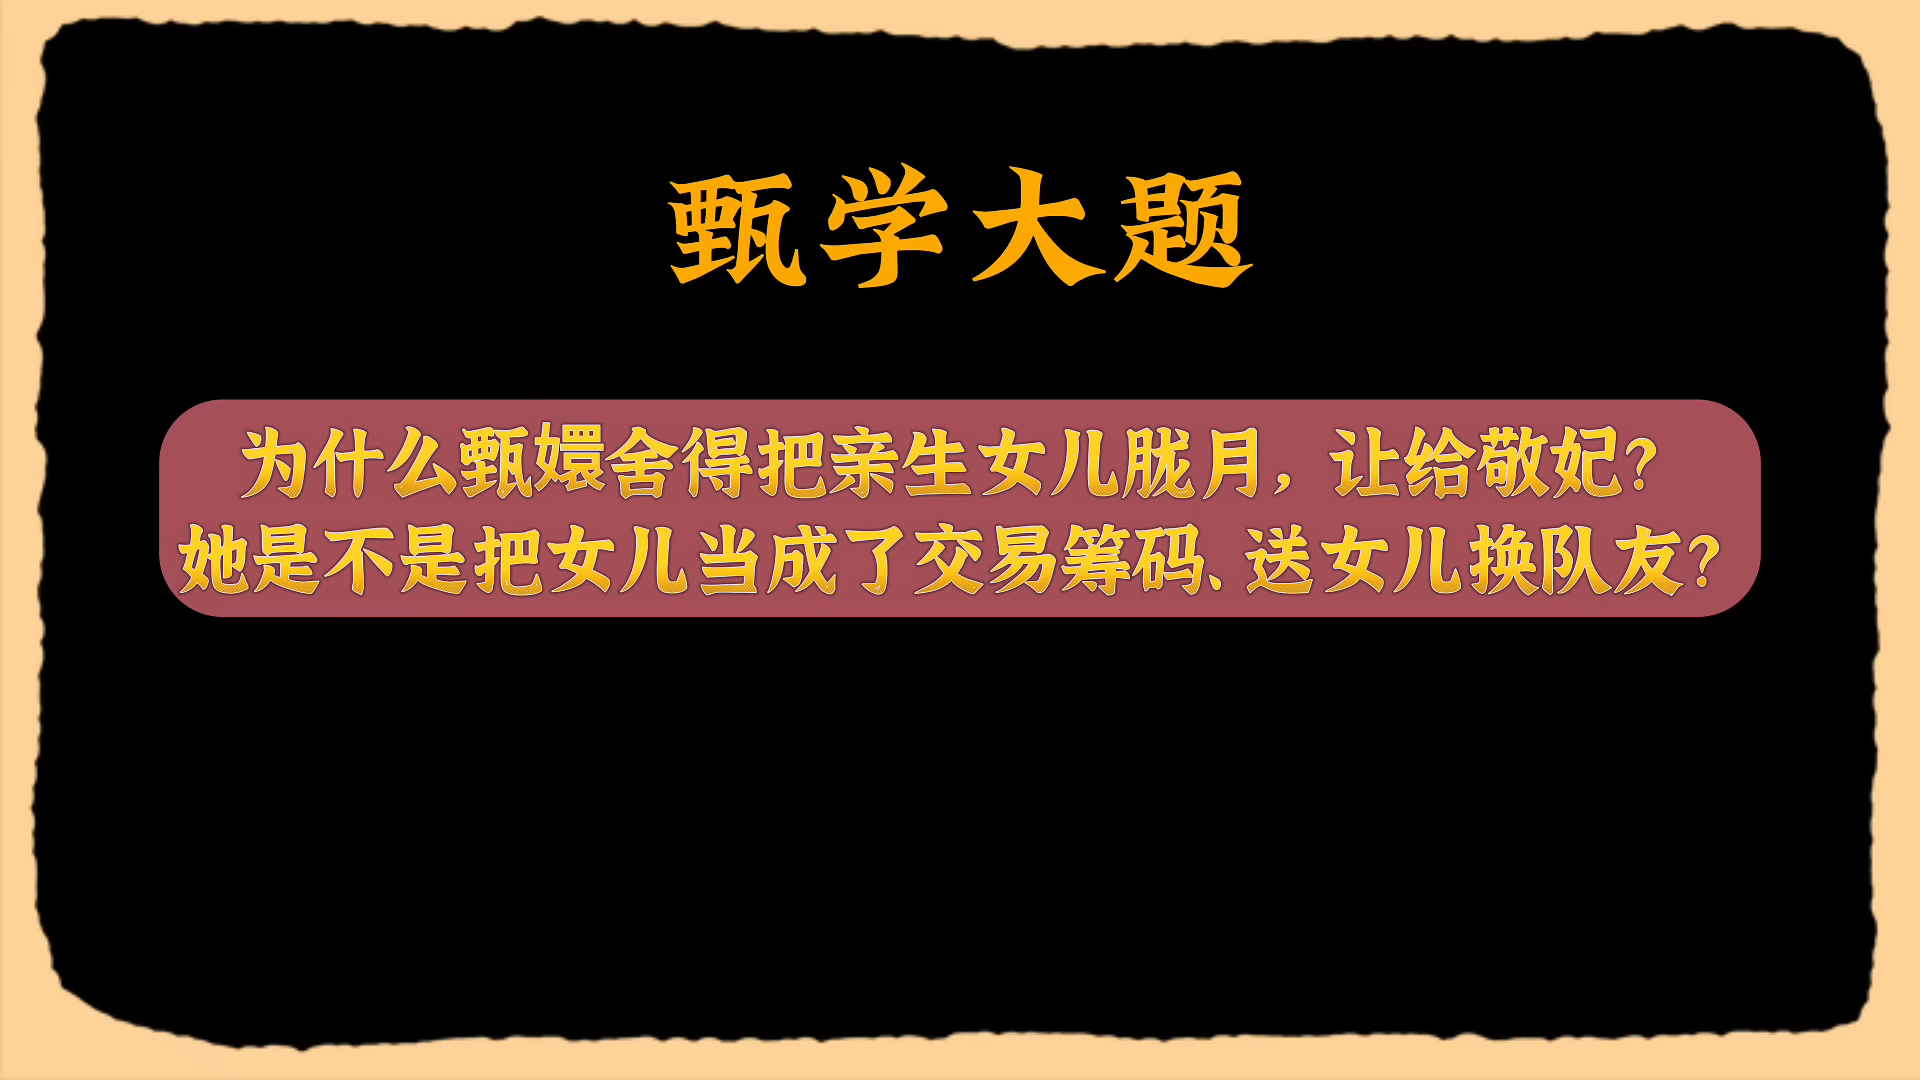 甄学大题
为什么甄嬛舍得把亲生女儿胧月，让给敬妃？
她是不是把女儿当成了交易筹码、送女儿换队友？